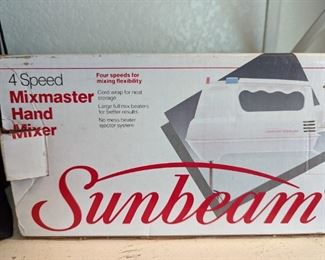 4 Speed
Mixmaster
Hand
Mixer
Four speeds for
mixing flexibility
Cord wrap for neat
storage
Large full mix beaters
for better results
No mess beater
ejector system
Sunbeam